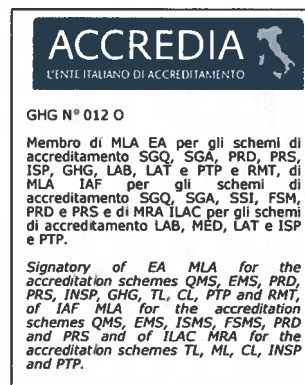 ACCREDIA
L'ENTE ITALIANO DI ACCREDITAMENTO
GHG N° 012 O
Membro di MLA EA per gli schemi di
accreditamento SGQ, SGA, PRD, PRS,
ISP, GHG, LAB, LAT e PTP e RMT, di
MLA IAF per gli schemi di
accreditamento SGQ, SGA, SSI, FSM,
PRD e PRS e di MRA ILAC per gli schemi
di accreditamento LAB, MED, LAT e ISP
e PTP.
Signatory of EA MLA for the
accreditation schemes QMS, EMS, PRD,
PRS, INSP, GHG, TL, CL, PTP and RMT,
of IAF MLA for the accreditation
schemes QMS, EMS, ISMS, FSMS, PRD
and PRS and of ILAC MRA for the
accreditation schemes TL, ML, CL, INSP
and PTP.